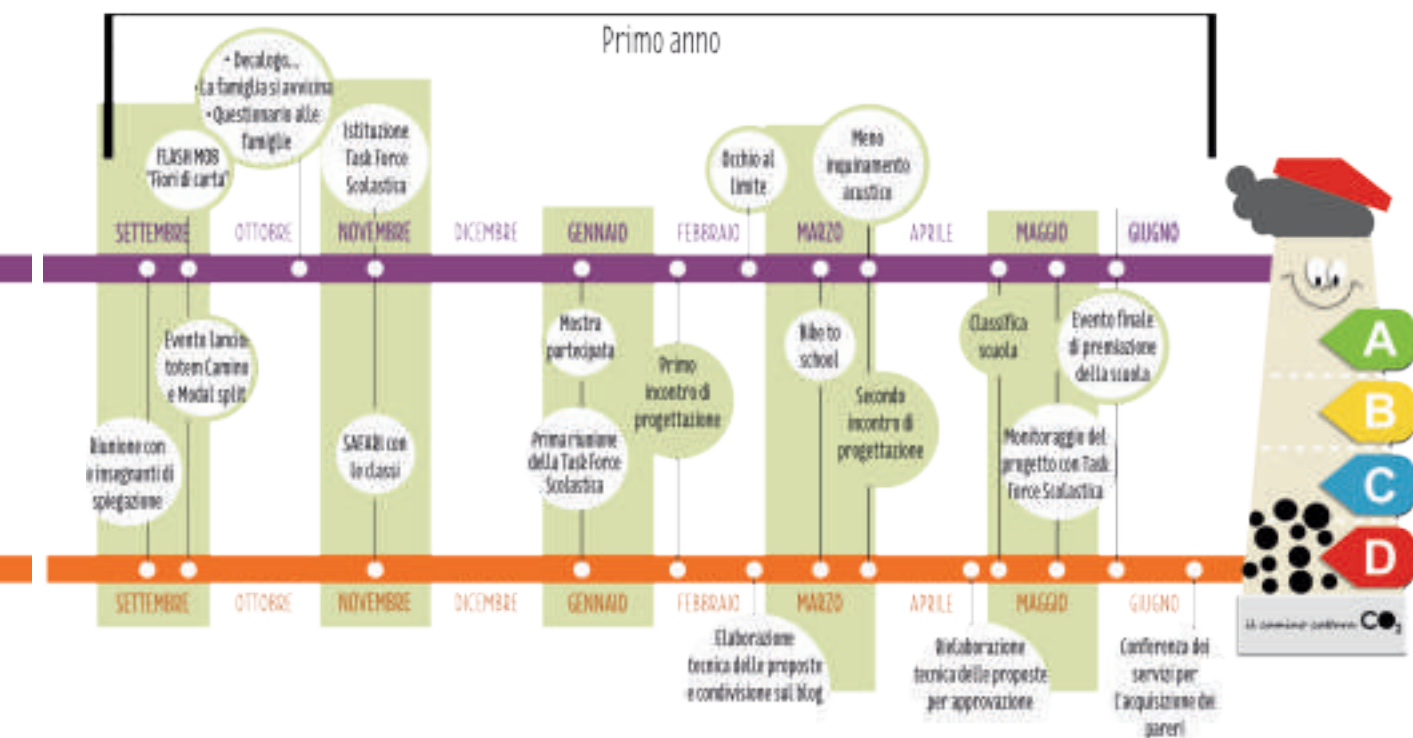 Primo anno
• Decalogo...
• La famiglia si avvicina
• Questionario alle
famiglie
FLASH MOB
"Fiori di carta"
Istituzione
Task Force
Scolastica
Occhio al
limite
Meno
inquinamento
acustico
SETTEMBRE OTTOBRE NOVEMBRE DICEMBRE GENNAIO FEBBRAIO MARZO APRILE MAGGIO GIUGNO
Evento lancio
totem Camino
e Modal split
Riunione con
insegnanti di
spiegazione
SAFARI con
le classi
Mostra
partecipata
Prima riunione
della Task Force
Scolastica
Primo
incontro di
progettazione
Bike to
school
Secondo
incontro di
progettazione
Classifica
scuola
Evento finale
di premiazione
della scuola
Monitoraggio del
progetto con Task
Force Scolastica
A
B
C
D
SETTEMBRE OTTOBRE NOVEMBRE DICEMBRE GENNAIO FEBBRAIO MARZO APRILE MAGGIO GIUGNO
Elaborazione
tecnica delle proposte
e condivisione sul blog
Rielaborazione
tecnica delle proposte
per approvazione
Conferenza dei
servizi per
l'acquisizione dei
pareri
il camino cattura CO2